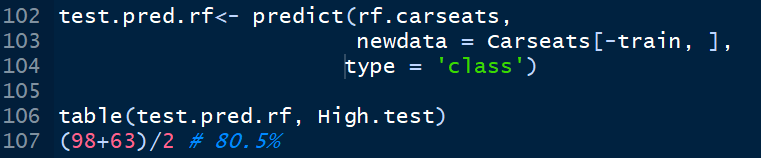 102 test.pred.rf<- predict(rf.carseats,
103 newdata = Carseats[-train, ],
104 type = 'class')
105
106 table(test.pred.rf, High.test)
107 (98+63)/2 # 80.5%